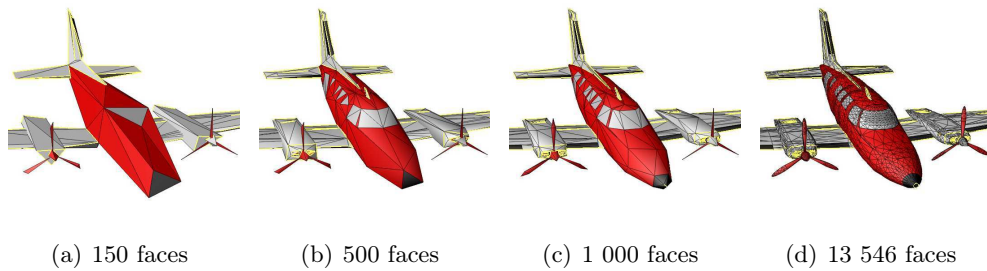 (a) 150 faces
(b) 500 faces
(c) 1 000 faces
(d) 13 546 faces